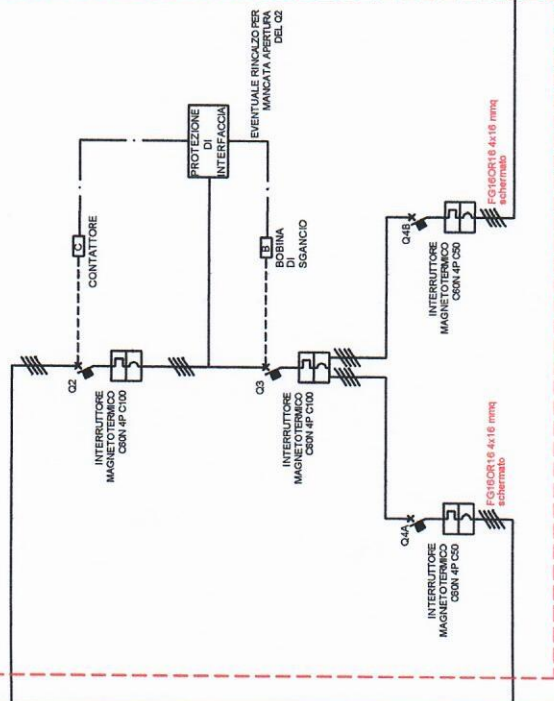 EVENTUALE RINCALZO PER
MANCATA APERTURA
DEL Q2
PROTEZIONE
DI
INTERFACCIA
C
CONTATTORE
Q2
INTERRUTTORE
MAGNETOTERMICO
C60N 4P C100
B
BOBINA
DI
SGANCIO
Q3
INTERRUTTORE
MAGNETOTERMICO
C60N 4P C100
Q4A
INTERRUTTORE
MAGNETOTERMICO
C60N 4P C50
FG16OR16 4x16 mmq
schermato
Q4B
INTERRUTTORE
MAGNETOTERMICO
C60N 4P C50
FG16OR16 4x16 mmq
schermato